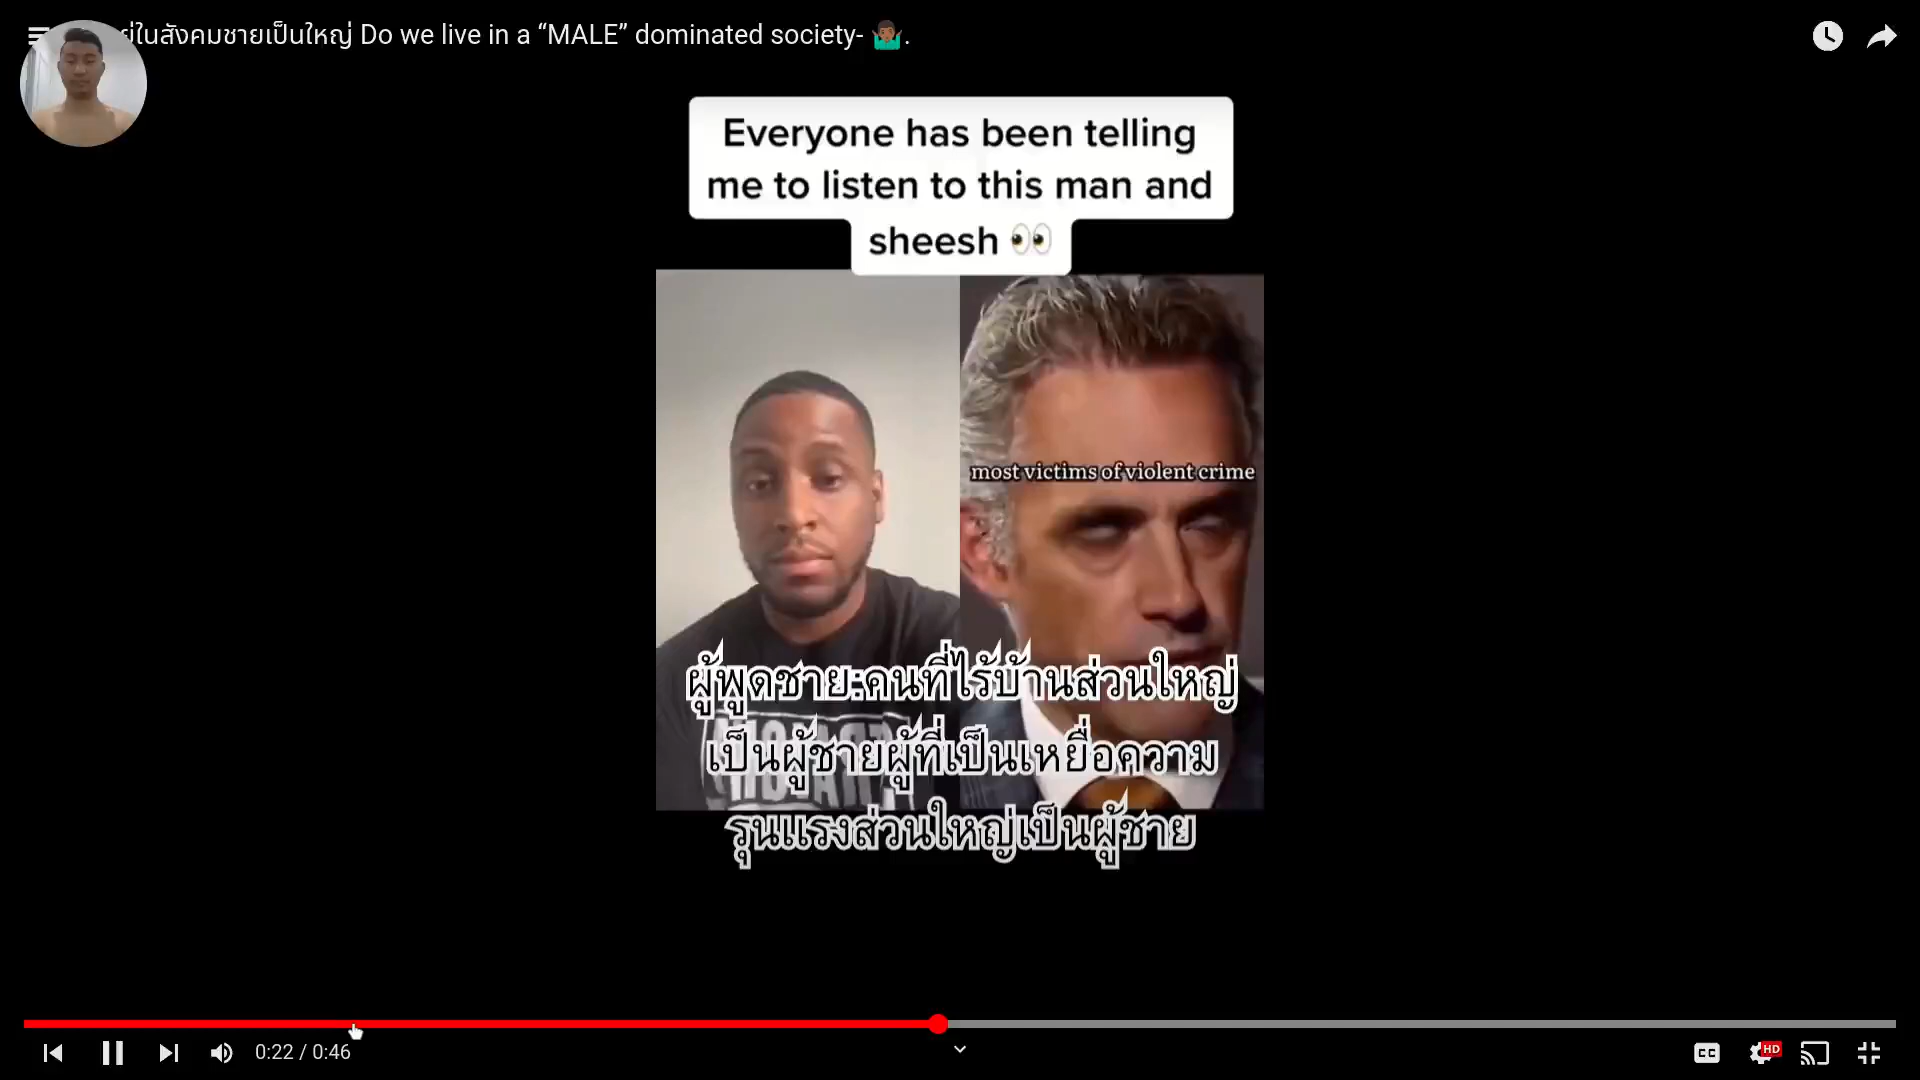 ยู่ในสังคมชายเป็นใหญ่ Do we live in a “MALE” dominated society- 🤷🏾‍♂️.
Everyone has been telling
me to listen to this man and
sheesh 👀
most victims of violent crime
ผู้พูดชาย:คนที่ไร้บ้านส่วนใหญ่
เป็นผู้ชายผู้ที่เป็นเหยื่อความ
รุนแรงส่วนใหญ่เป็นผู้ชาย
0:22 / 0:46
CC
HD